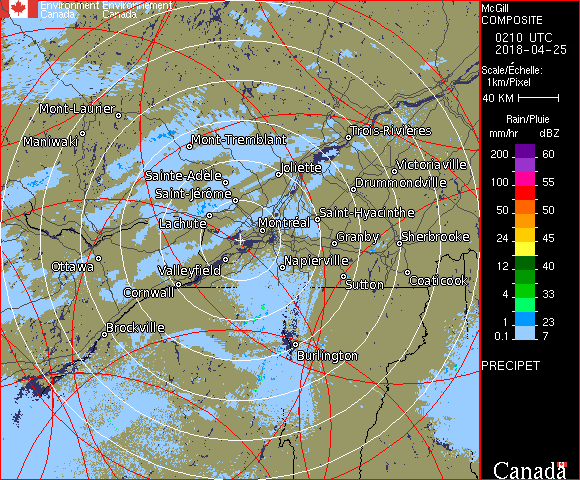 Environment Environnement
Canada Canada
McGill
COMPOSITE
0210 UTC
2018-04-25
Scale/Échelle:
1km/Pixel
40 KM
Rain/Pluie
mm/hr dBZ
200 60
100 55
50 50
24 45
12 40
4 33
1 23
0.1 7
PRECIPET
Canada
Mont-Laurier
Maniwaki
Mont-Tremblant
Trois-Rivières
Joliette
Victoriaville
Sainte-Adèle
Drummondville
Saint-Jérôme
Saint-Hyacinthe
Lachute
Montréal
Granby
Sherbrooke
Ottawa
Valleyfield
Napierville
Cornwall
Sutton
Coaticook
Brockville
Burlington